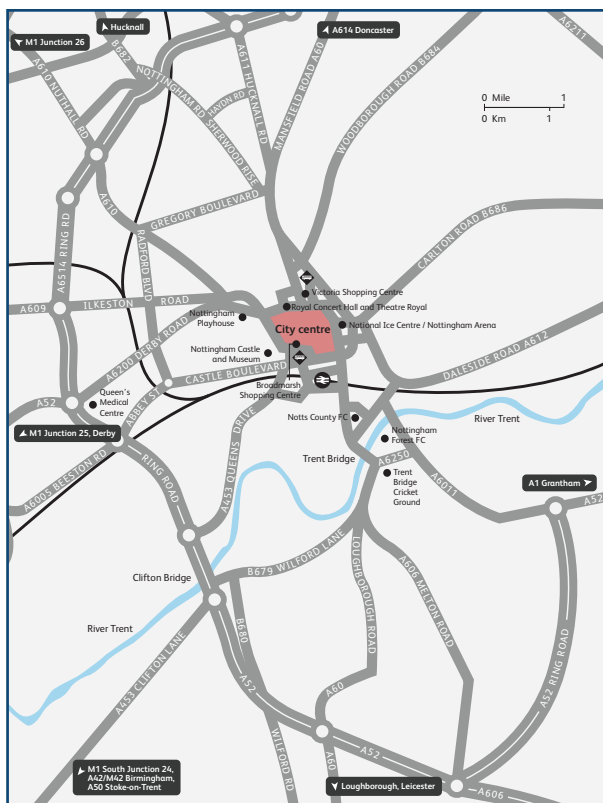 Hucknall
A614 Doncaster
M1 Junction 26
A6211
B682
A611 HUCKNALL RD
MANSFIELD ROAD A60
WOODBOROUGH ROAD B684
A610 NUTHALL RD
NOTTINGHAM RD
HAYDN RD
SHERWOOD RISE
0 Mile 1
0 Km 1
A6514 RING RD
A610
GREGORY BOULEVARD
RADFORD BLVD
CARLTON ROAD B686
A609
ILKESTON ROAD
Victoria Shopping Centre
Royal Concert Hall and Theatre Royal
Nottingham
Playhouse
City centre
National Ice Centre / Nottingham Arena
A6200 DERBY ROAD
Nottingham Castle
and Museum
DALESIDE ROAD A612
CASTLE BOULEVARD
Broadmarsh
Shopping Centre
A52
Queen's
Medical
Centre
ABBEY ST
Notts County FC
River Trent
M1 Junction 25, Derby
A453 QUEENS DRIVE
Nottingham
Forest FC
Trent Bridge
A6250
A6005 BEESTON RD
RING ROAD
Trent
Bridge
Cricket
Ground
A6011
A1 Grantham
A52
B679 WILFORD LANE
Clifton Bridge
LOUGHBOROUGH ROAD
A606 MELTON ROAD
B680
River Trent
A453 CLIFTON LANE
A52
A60
A52 RING ROAD
A52
WILFORD RD
A60
M1 South Junction 24,
A42/M42 Birmingham,
A50 Stoke-on-Trent
Loughborough, Leicester
A606